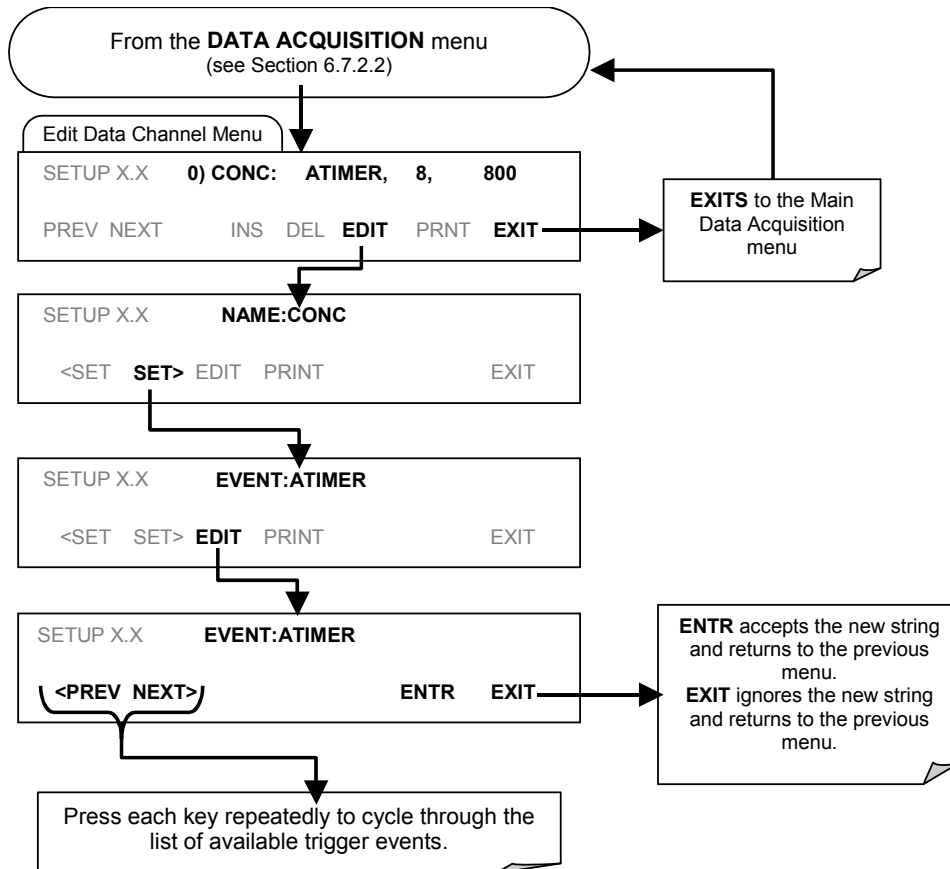 From the DATA ACQUISITION menu
(see Section 6.7.2.2)
Edit Data Channel Menu
SETUP X.X 0) CONC: ATIMER, 8, 800
PREV NEXT INS DEL EDIT PRNT EXIT
EXITS to the Main
Data Acquisition
menu
SETUP X.X NAME:CONC
<SET SET> EDIT PRINT EXIT
SETUP X.X EVENT:ATIMER
<SET SET> EDIT PRINT EXIT
SETUP X.X EVENT:ATIMER
<PREV NEXT> ENTR EXIT
ENTR accepts the new string
and returns to the previous
menu.
EXIT ignores the new string
and returns to the previous
menu.
Press each key repeatedly to cycle through the
list of available trigger events.